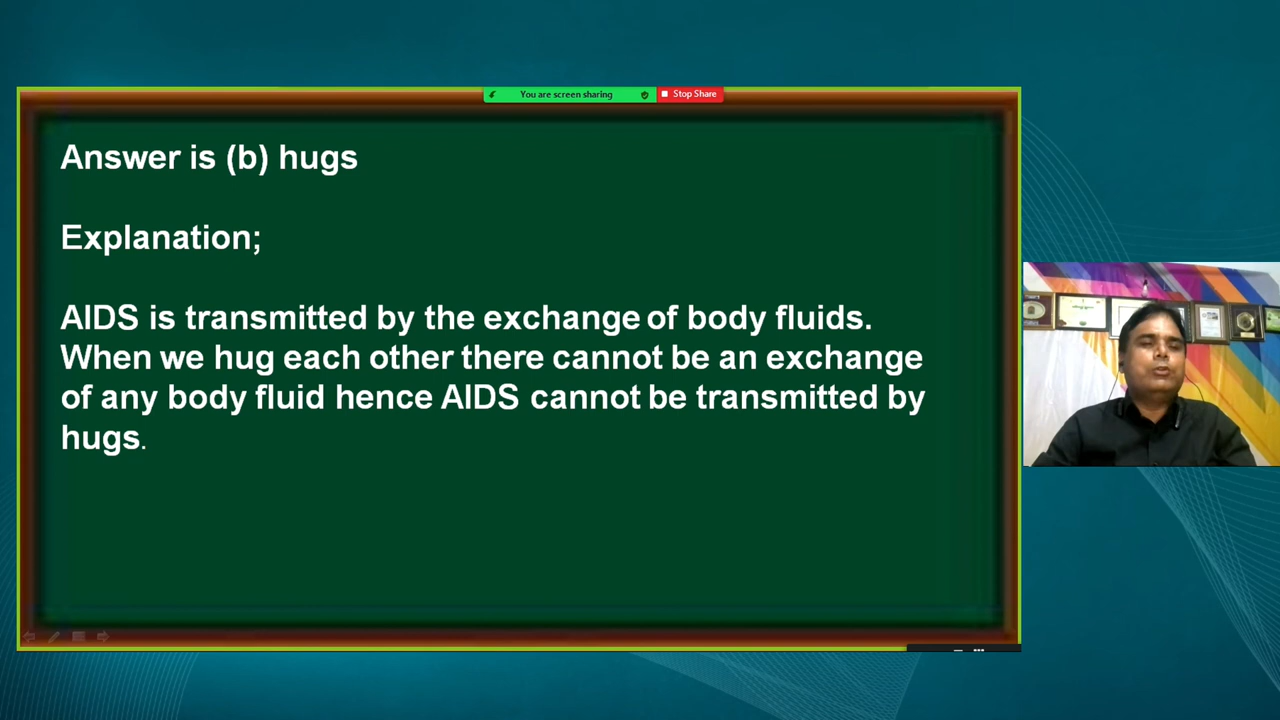 You are screen sharing
Stop Share
Answer is (b) hugs
Explanation;
AIDS is transmitted by the exchange of body fluids.
When we hug each other there cannot be an exchange
of any body fluid hence AIDS cannot be transmitted by
hugs.